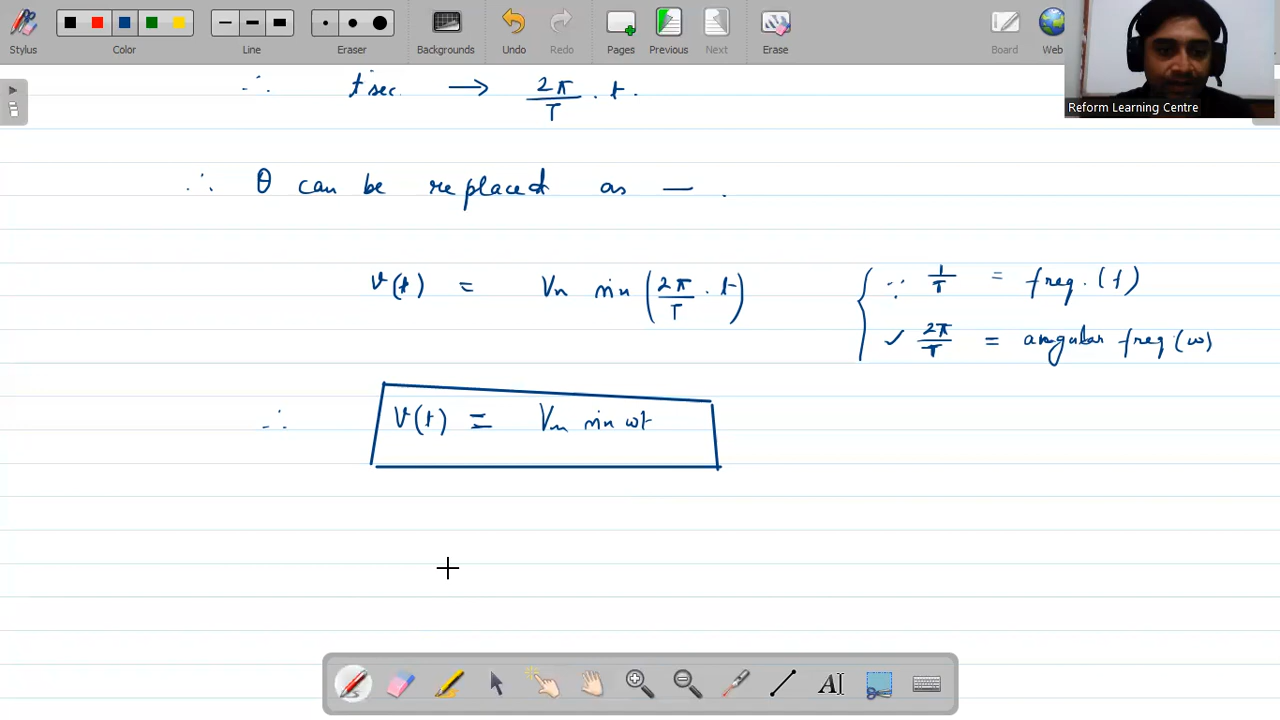 Stylus Color Line Eraser Backgrounds Undo Redo Pages Previous Next Erase Board Web
Reform Learning Centre
∴ t sec. → 2π/T . t.
∴ θ can be replaced as — .
v(t) = Vm sin (2π/T . t)
{ ∵ 1/T = freq. (f)
✓ 2π/T = angular freq (ω)
∴ V(t) = Vm sin ωt